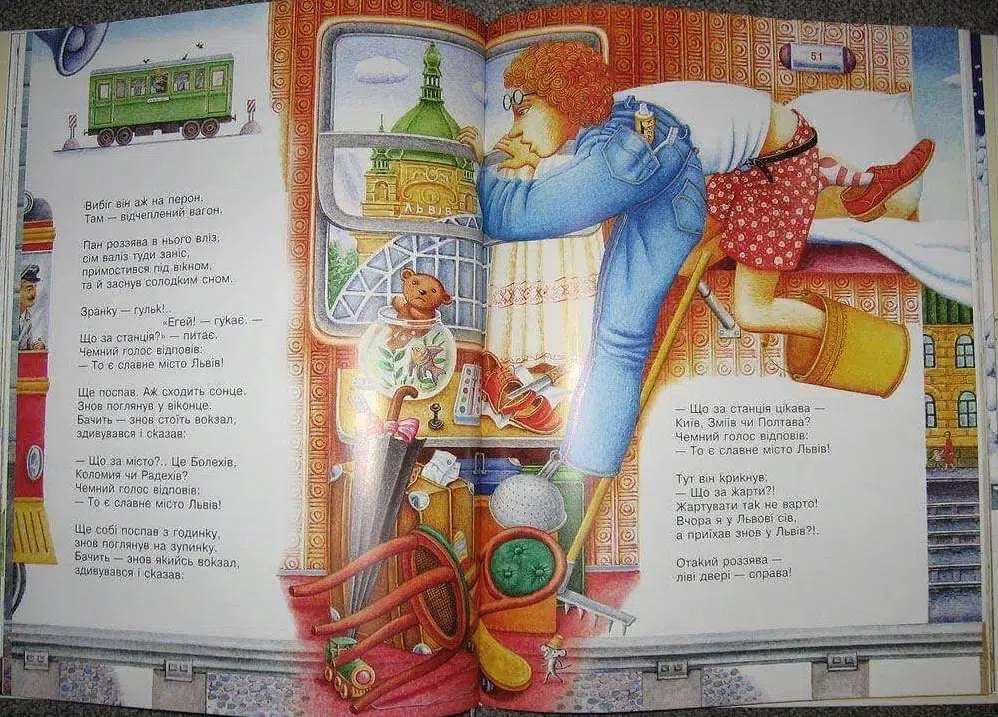 Вибіг він аж на перон.
Там — відчеплений вагон.
Пан роззява в нього вліз,
сім валіз туди заніс,
примостився під вікном,
та й заснув солодким сном.
Зранку — гульк!..
«Егей! — гукає. —
Що за станція?» — питає.
Чемний голос відповів:
— То є славне місто Львів!
Ще поспав. Аж сходить сонце.
Знов поглянув у віконце.
Бачить — знов стоїть вокзал,
здивувався і сказав:
— Що за місто?.. Це Болехів,
Коломия чи Радехів?
Чемний голос відповів:
— То є славне місто Львів!
Ще собі поспав з годинку,
знов поглянув на зупинку.
Бачить — знов якийсь вокзал,
здивувався і сказав:
ЛЬВІВ
51
— Що за станція цікава —
Київ, Зміїв чи Полтава?
Чемний голос відповів:
— То є славне місто Львів!
Тут він крикнув:
— Що за жарти?!
Жартувати так не варто!
Вчора я у Львові сів,
а приїхав знов у Львів?!.
Отакий роззява —
ліві двері — справа!